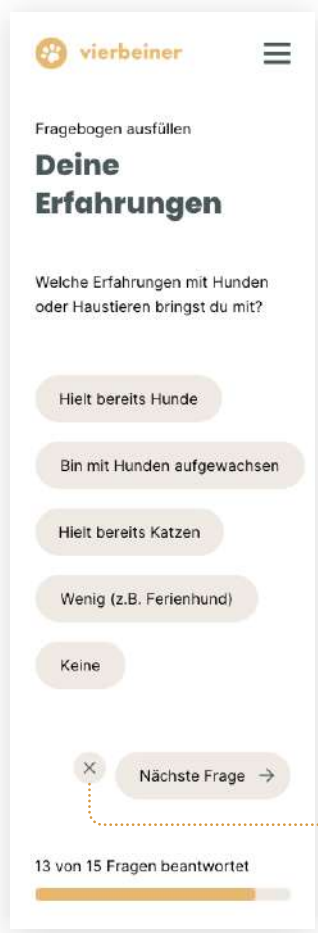 vierbeiner
Fragebogen ausfüllen
Deine
Erfahrungen
Welche Erfahrungen mit Hunden
oder Haustieren bringst du mit?
Hielt bereits Hunde
Bin mit Hunden aufgewachsen
Hielt bereits Katzen
Wenig (z.B. Ferienhund)
Keine
Nächste Frage →
13 von 15 Fragen beantwortet